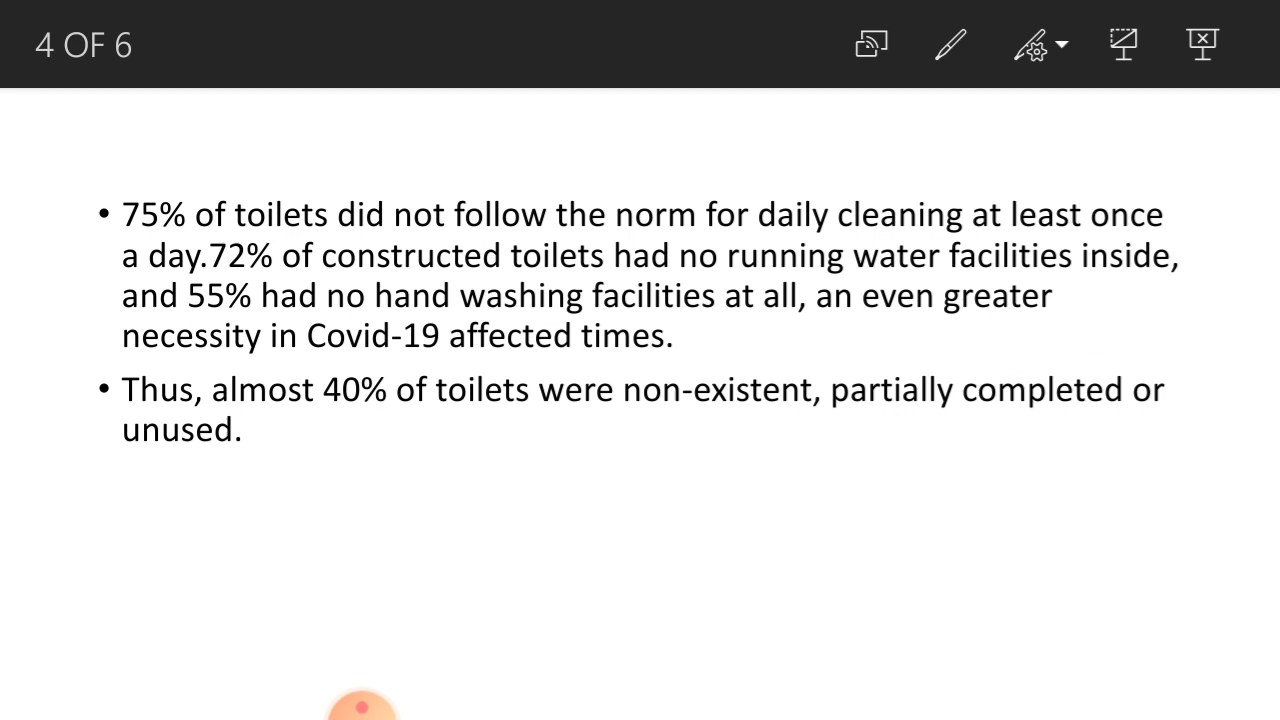 4 OF 6
• 75% of toilets did not follow the norm for daily cleaning at least once
a day.72% of constructed toilets had no running water facilities inside,
and 55% had no hand washing facilities at all, an even greater
necessity in Covid-19 affected times.
• Thus, almost 40% of toilets were non-existent, partially completed or
unused.